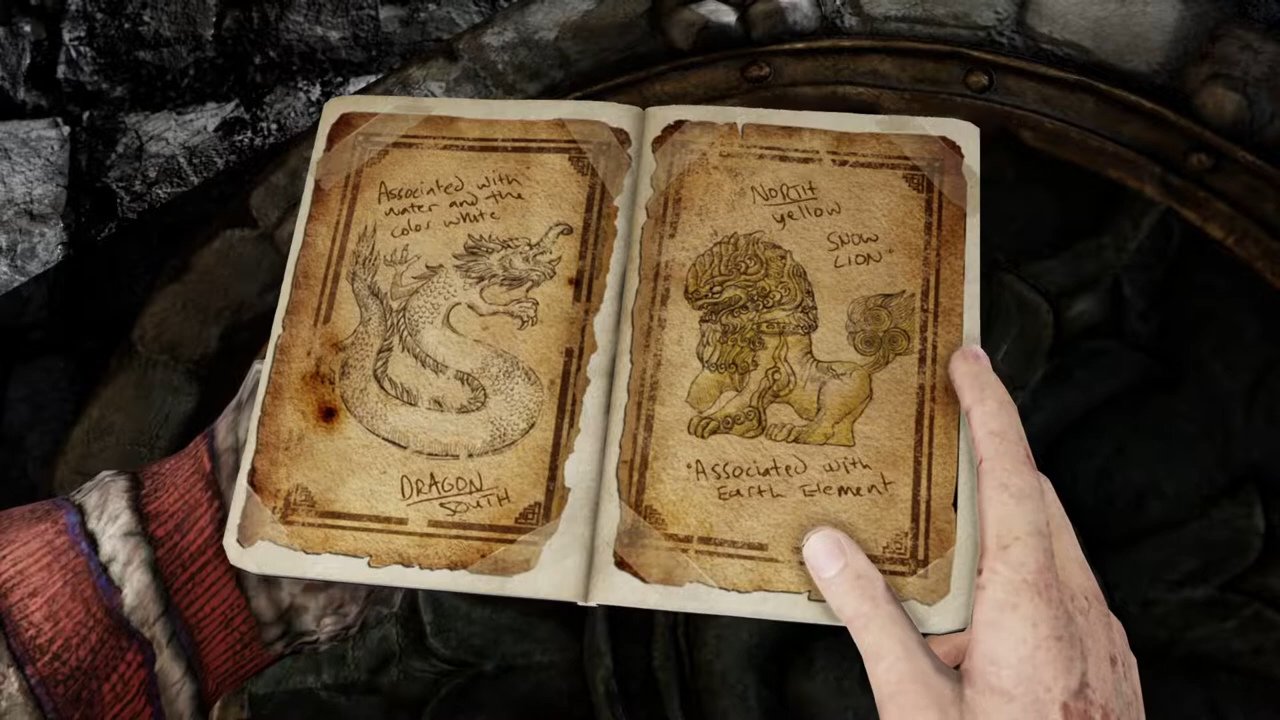 Associated with
water and the
color white
DRAGON
SOUTH
NORTH
yellow
SNOW
LION
Associated with
Earth Element